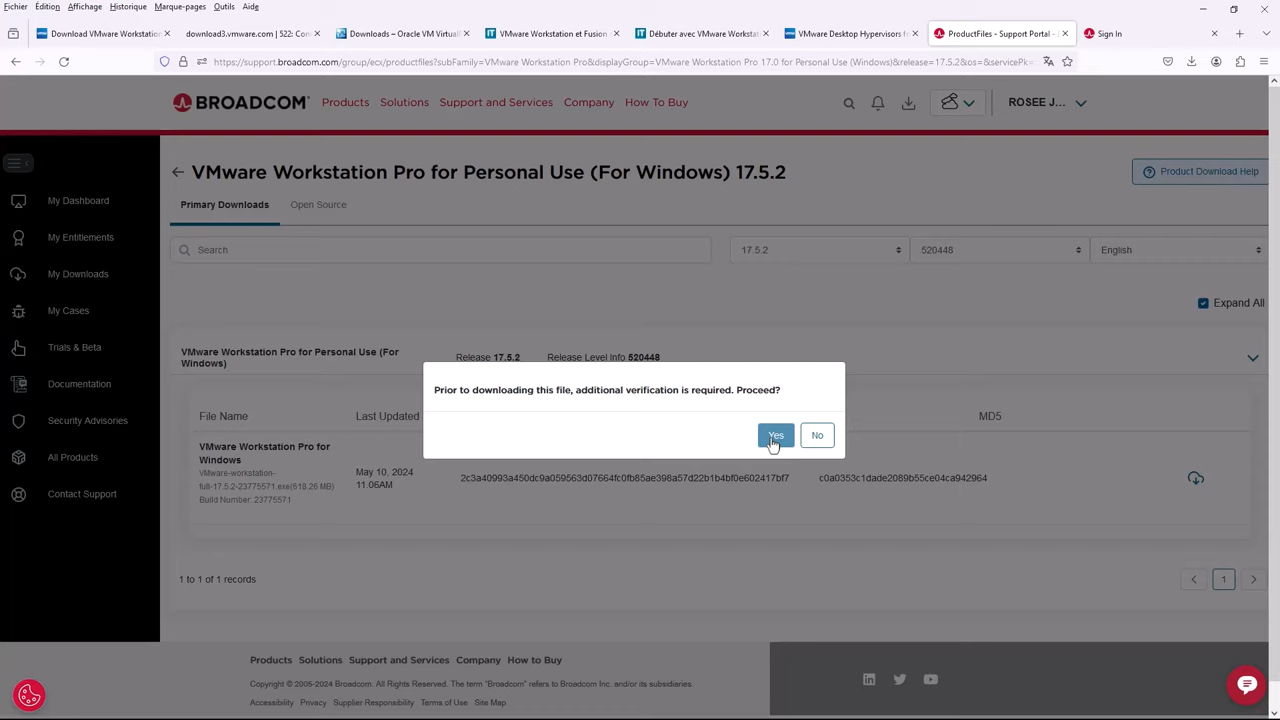 Fichier Édition Affichage Historique Marque-pages Outils Aide
Download VMware Workstation
download3.vmware.com | 522: Con
Downloads – Oracle VM Virtuall
VMware Workstation et Fusion
Débuter avec VMware Workstat
VMware Desktop Hypervisors for
ProductFiles - Support Portal -
Sign In
https://support.broadcom.com/group/ecx/productfiles?subFamily=VMware Workstation Pro&displayGroup=VMware Workstation Pro 17.0 for Personal Use (Windows)&release=17.5.2&os=&servicePk
BROADCOM Products Solutions Support and Services Company How To Buy ROSEE J...
VMware Workstation Pro for Personal Use (For Windows) 17.5.2
Product Download Help
My Dashboard
My Entitlements
My Downloads
My Cases
Trials & Beta
Documentation
Security Advisories
All Products
Contact Support
Primary Downloads Open Source
Search 17.5.2 520448 English
Expand All
VMware Workstation Pro for Personal Use (For
Windows)
Release 17.5.2 Release Level Info 520448
Prior to downloading this file, additional verification is required. Proceed?
Yes No
File Name Last Updated MD5
VMware Workstation Pro for
Windows
VMware-workstation-
full-17.5.2-23775571.exe(618.26 MB)
Build Number: 23775571
May 10, 2024
11.06AM
2c3a40993a450dc9a059563d07664fc0fb85ae398a57d22b1b4bf0e602417bf7
c0a0353c1dade2089b55ce04ca942964
1 to 1 of 1 records
1
Products Solutions Support and Services Company How to Buy
Copyright © 2005-2024 Broadcom. All Rights Reserved. The term "Broadcom" refers to Broadcom Inc. and/or its subsidiaries.
Accessibility Privacy Supplier Responsibility Terms of Use Site Map